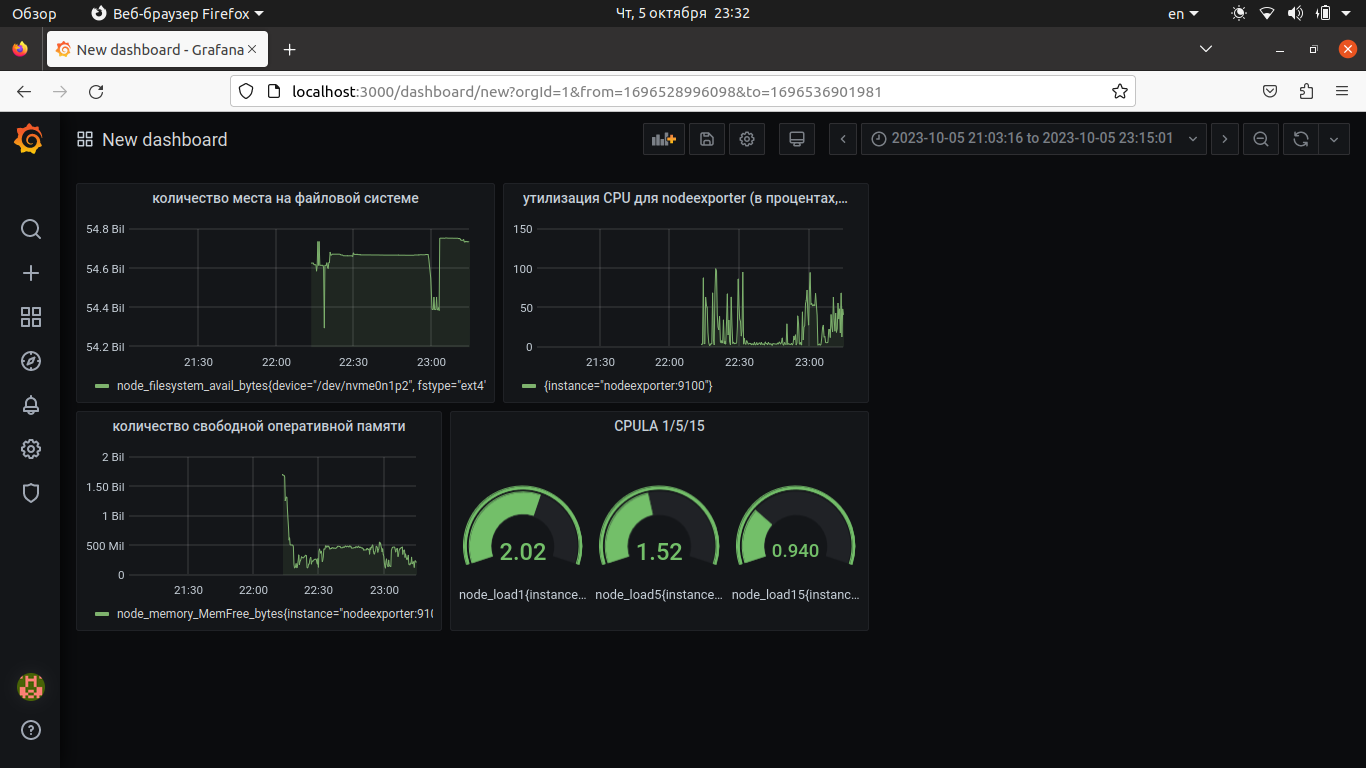 Обзор Веб-браузер Firefox Чт, 5 октября 23:32 en
New dashboard - Grafana
localhost:3000/dashboard/new?orgId=1&from=1696528996098&to=1696536901981
New dashboard 2023-10-05 21:03:16 to 2023-10-05 23:15:01
количество места на файловой системе
54.8 Bil
54.6 Bil
54.4 Bil
54.2 Bil
21:30 22:00 22:30 23:00
node_filesystem_avail_bytes{device="/dev/nvme0n1p2", fstype="ext4"
утилизация CPU для nodeexporter (в процентах,...
150
100
50
0
21:30 22:00 22:30 23:00
{instance="nodeexporter:9100"}
количество свободной оперативной памяти
2 Bil
1.50 Bil
1 Bil
500 Mil
0
21:30 22:00 22:30 23:00
node_memory_MemFree_bytes{instance="nodeexporter:910
CPULA 1/5/15
2.02 1.52 0.940
node_load1{instance... node_load5{instance... node_load15{instanc...